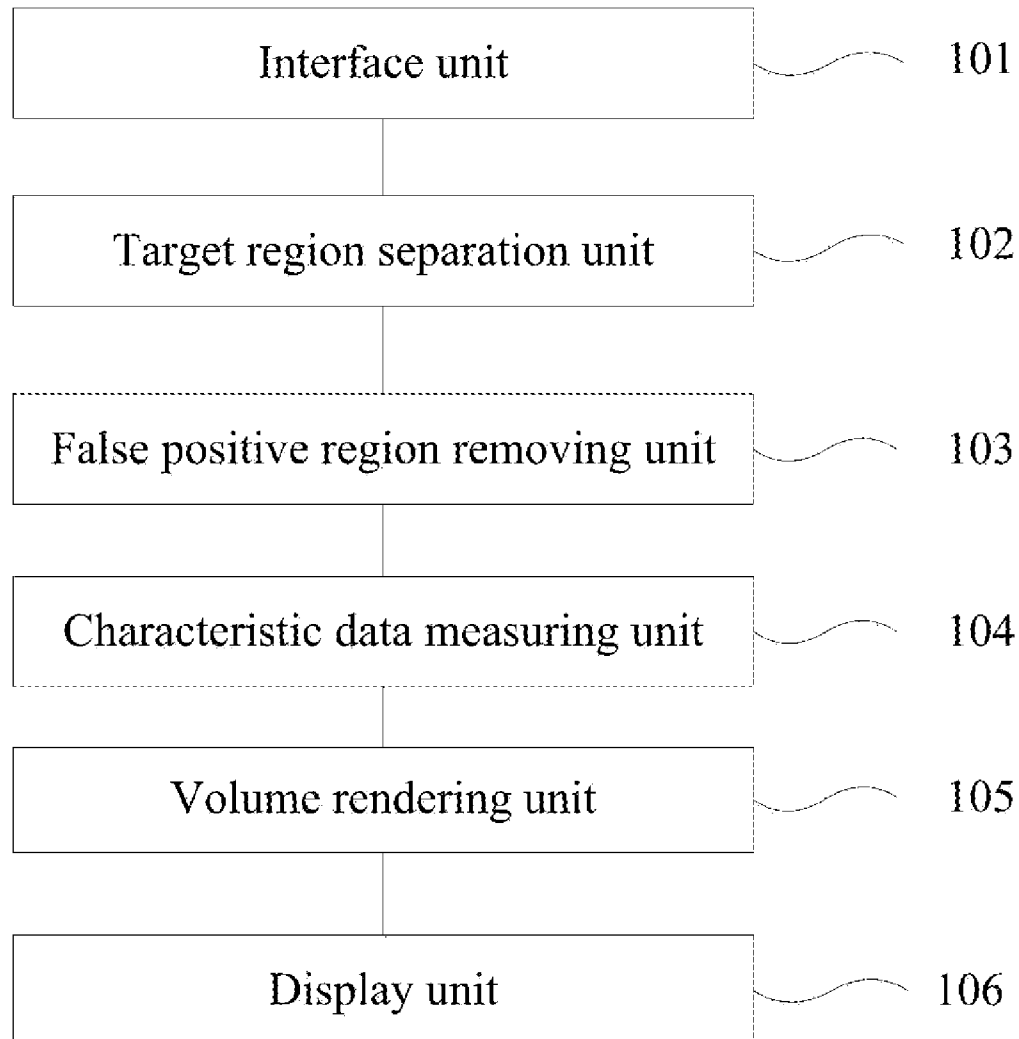 Interface unit 101
Target region separation unit 102
False positive region removing unit 103
Characteristic data measuring unit 104
Volume rendering unit 105
Display unit 106